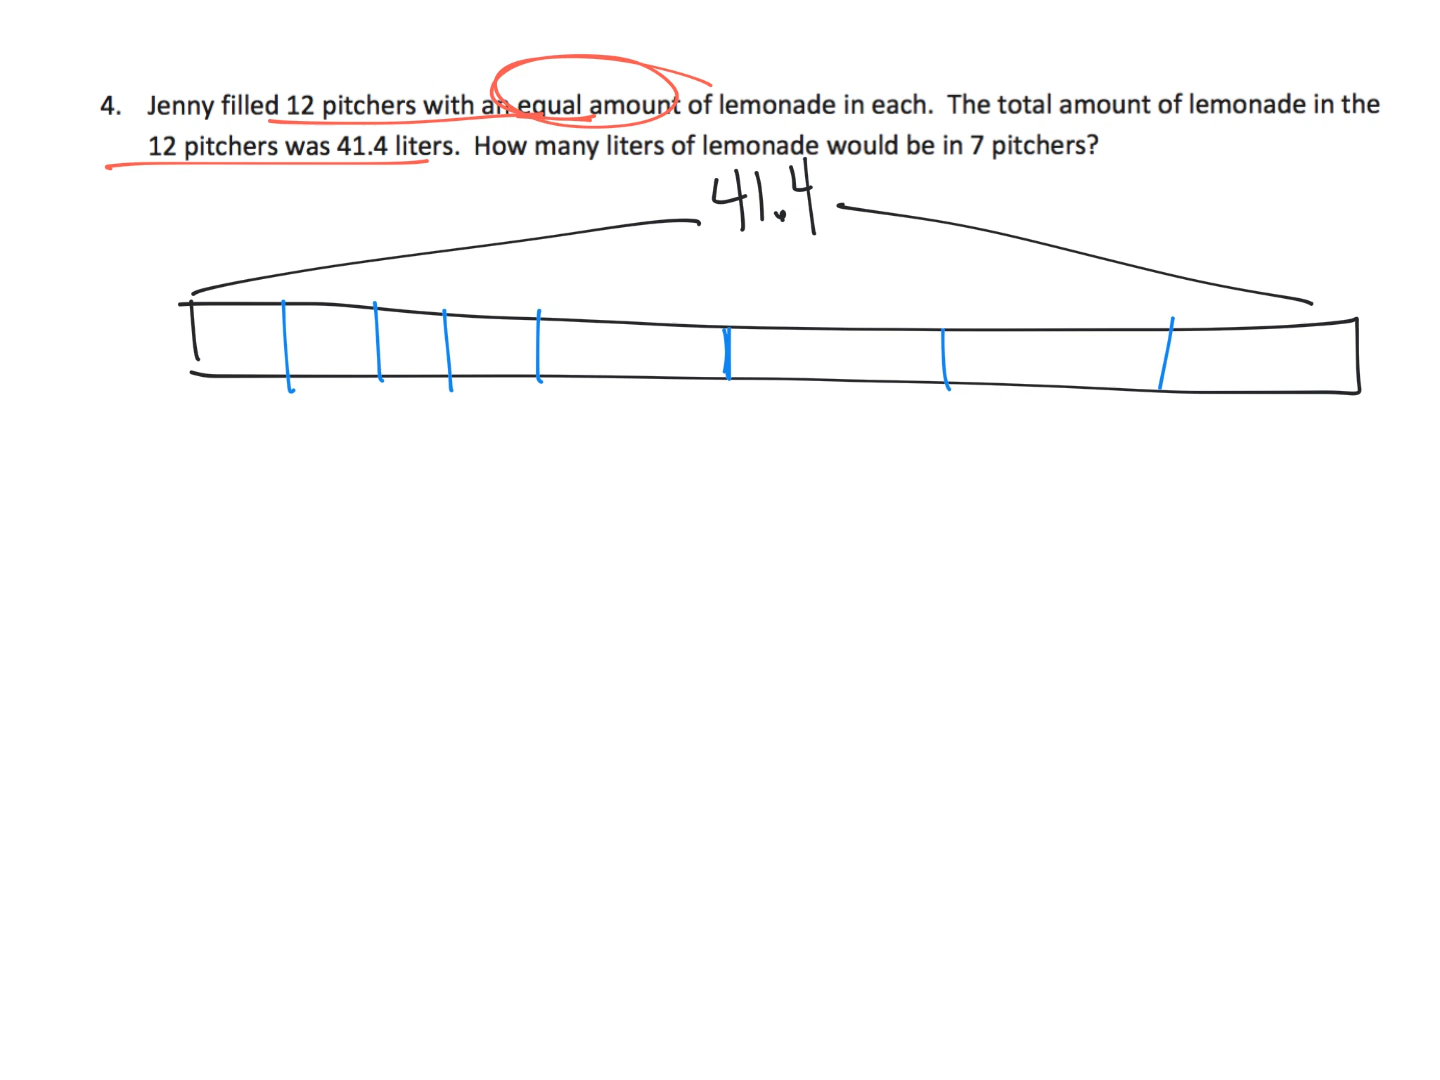 4. Jenny filled 12 pitchers with an equal amount of lemonade in each. The total amount of lemonade in the
12 pitchers was 41.4 liters. How many liters of lemonade would be in 7 pitchers?
41.4